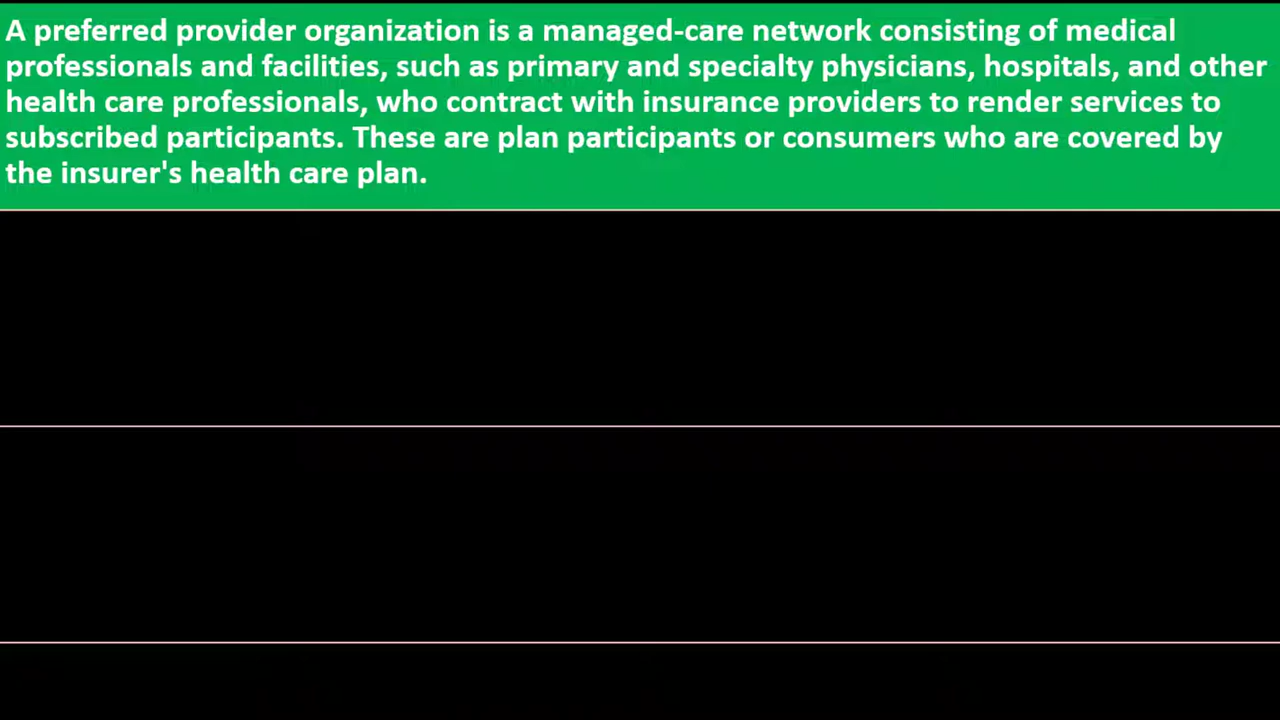 A preferred provider organization is a managed-care network consisting of medical
professionals and facilities, such as primary and specialty physicians, hospitals, and other
health care professionals, who contract with insurance providers to render services to
subscribed participants. These are plan participants or consumers who are covered by
the insurer's health care plan.